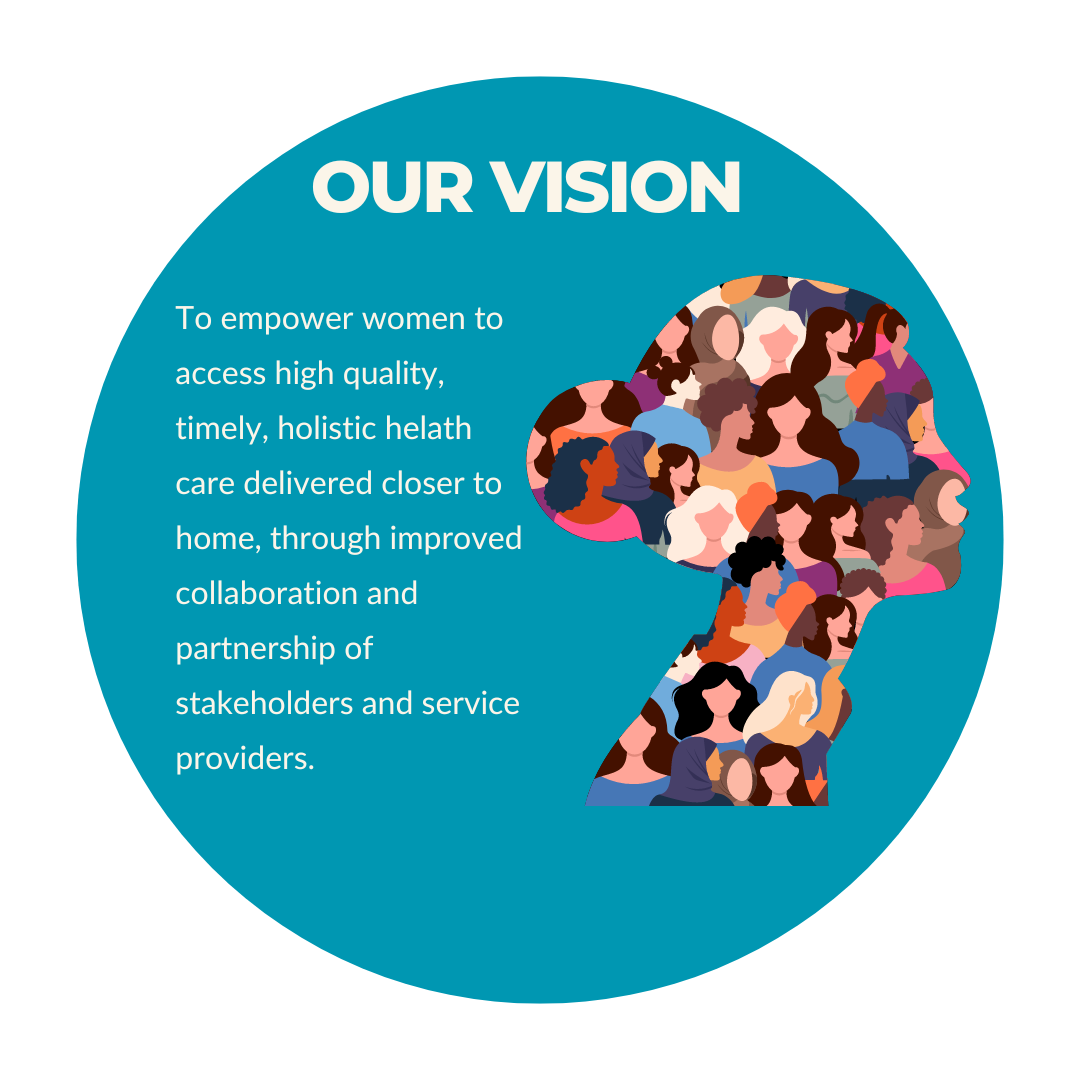 OUR VISION
To empower women to
access high quality,
timely, holistic helath
care delivered closer to
home, through improved
collaboration and
partnership of
stakeholders and service
providers.